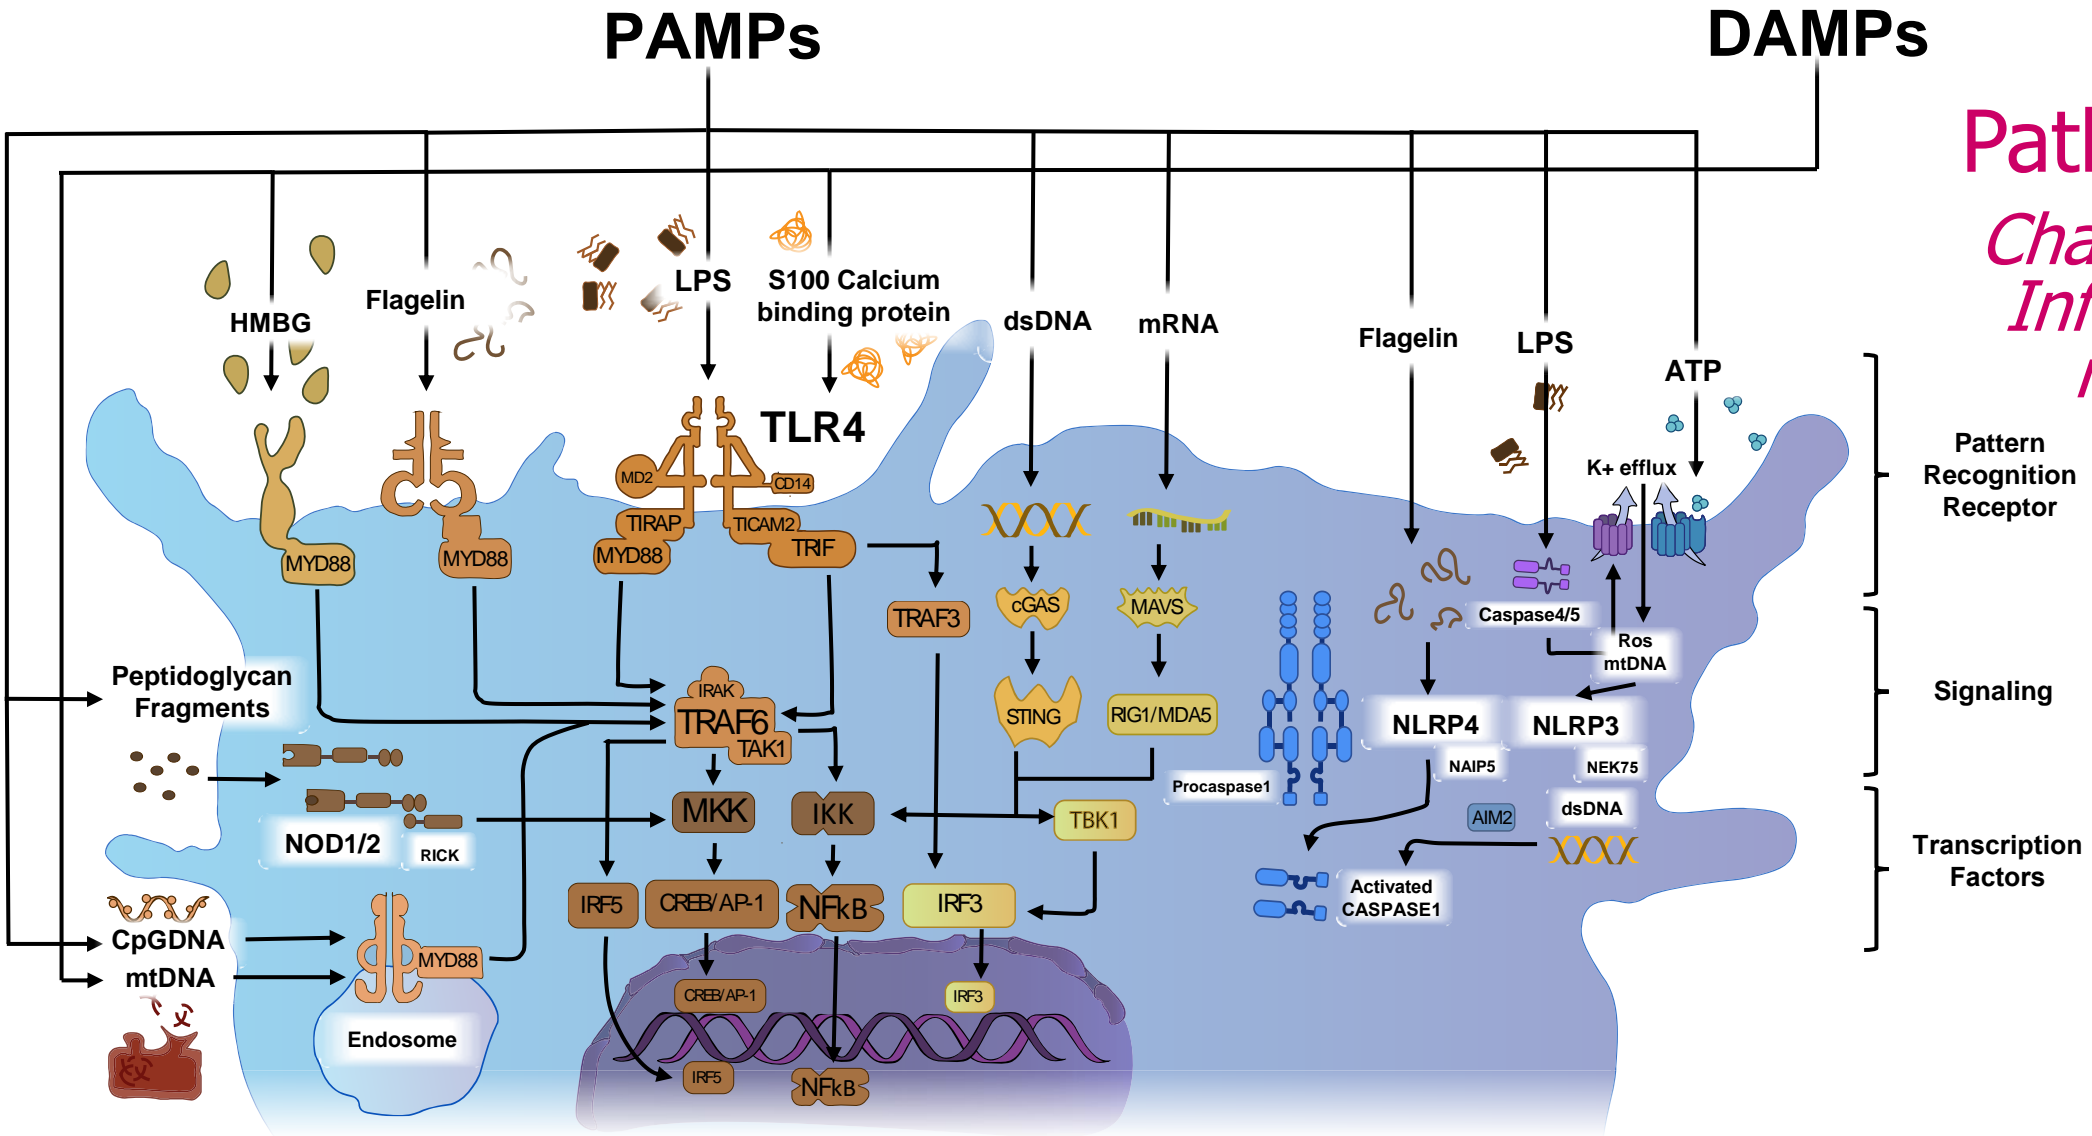 PAMPs
DAMPs
Patl
Cha
Inf
HMBG
Flagelin
LPS
S100 Calcium
binding protein
dsDNA
mRNA
Flagelin
LPS
ATP
TLR4
MD2
CD14
TIRAP
MYD88
TICAM2
TRIF
MYD88
MYD88
K+ efflux
Pattern
Recognition
Receptor
TRAF3
cGAS
MAVS
Caspase4/5
Ros
mtDNA
Peptidoglycan
Fragments
IRAK
TRAF6
TAK1
STING
RIG1/MDA5
NLRP4
NLRP3
NAIP5
NEK75
Signaling
Procaspase1
MKK
IKK
TBK1
AIM2
dsDNA
NOD1/2
RICK
Transcription
Factors
IRF5
CREB/AP-1
NFkB
IRF3
Activated
CASPASE1
CpGDNA
mtDNA
MYD88
Endosome
CREB/AP-1
IRF3
IRF5
NFkB